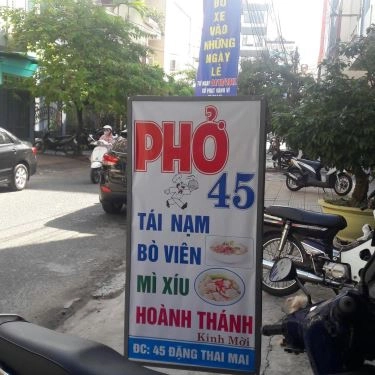 ĐỖ
XE
VÀO
NHỮNG
NGÀY
LẺ
PHỞ
45
TÁI NẠM
BÒ VIÊN
MÌ XÍU
HOÀNH THÁNH
Kính Mời
ĐC: 45 ĐẶNG THAI MAI